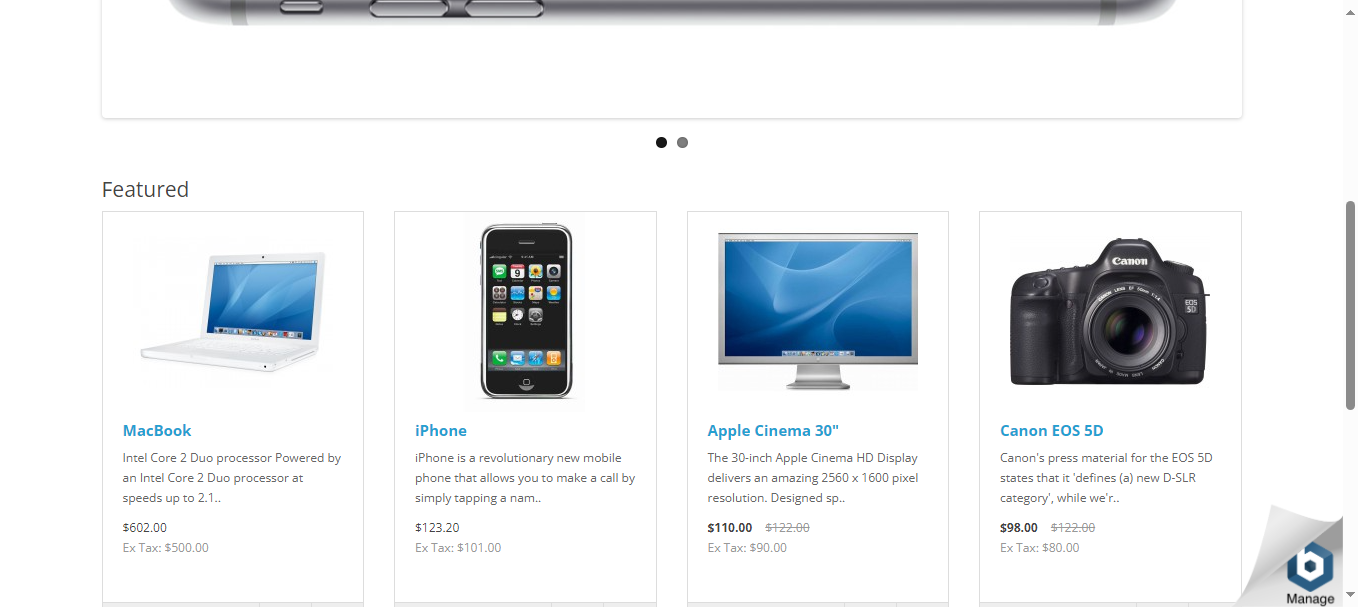 Featured
Canon
EOS
5D
MacBook
Intel Core 2 Duo processor Powered by
an Intel Core 2 Duo processor at
speeds up to 2.1..
$602.00
Ex Tax: $500.00
iPhone
iPhone is a revolutionary new mobile
phone that allows you to make a call by
simply tapping a nam..
$123.20
Ex Tax: $101.00
Apple Cinema 30"
The 30-inch Apple Cinema HD Display
delivers an amazing 2560 x 1600 pixel
resolution. Designed sp..
$110.00 $122.00
Ex Tax: $90.00
Canon EOS 5D
Canon's press material for the EOS 5D
states that it 'defines (a) new D-SLR
category', while we'r..
$98.00 $122.00
Ex Tax: $80.00
b
Manage